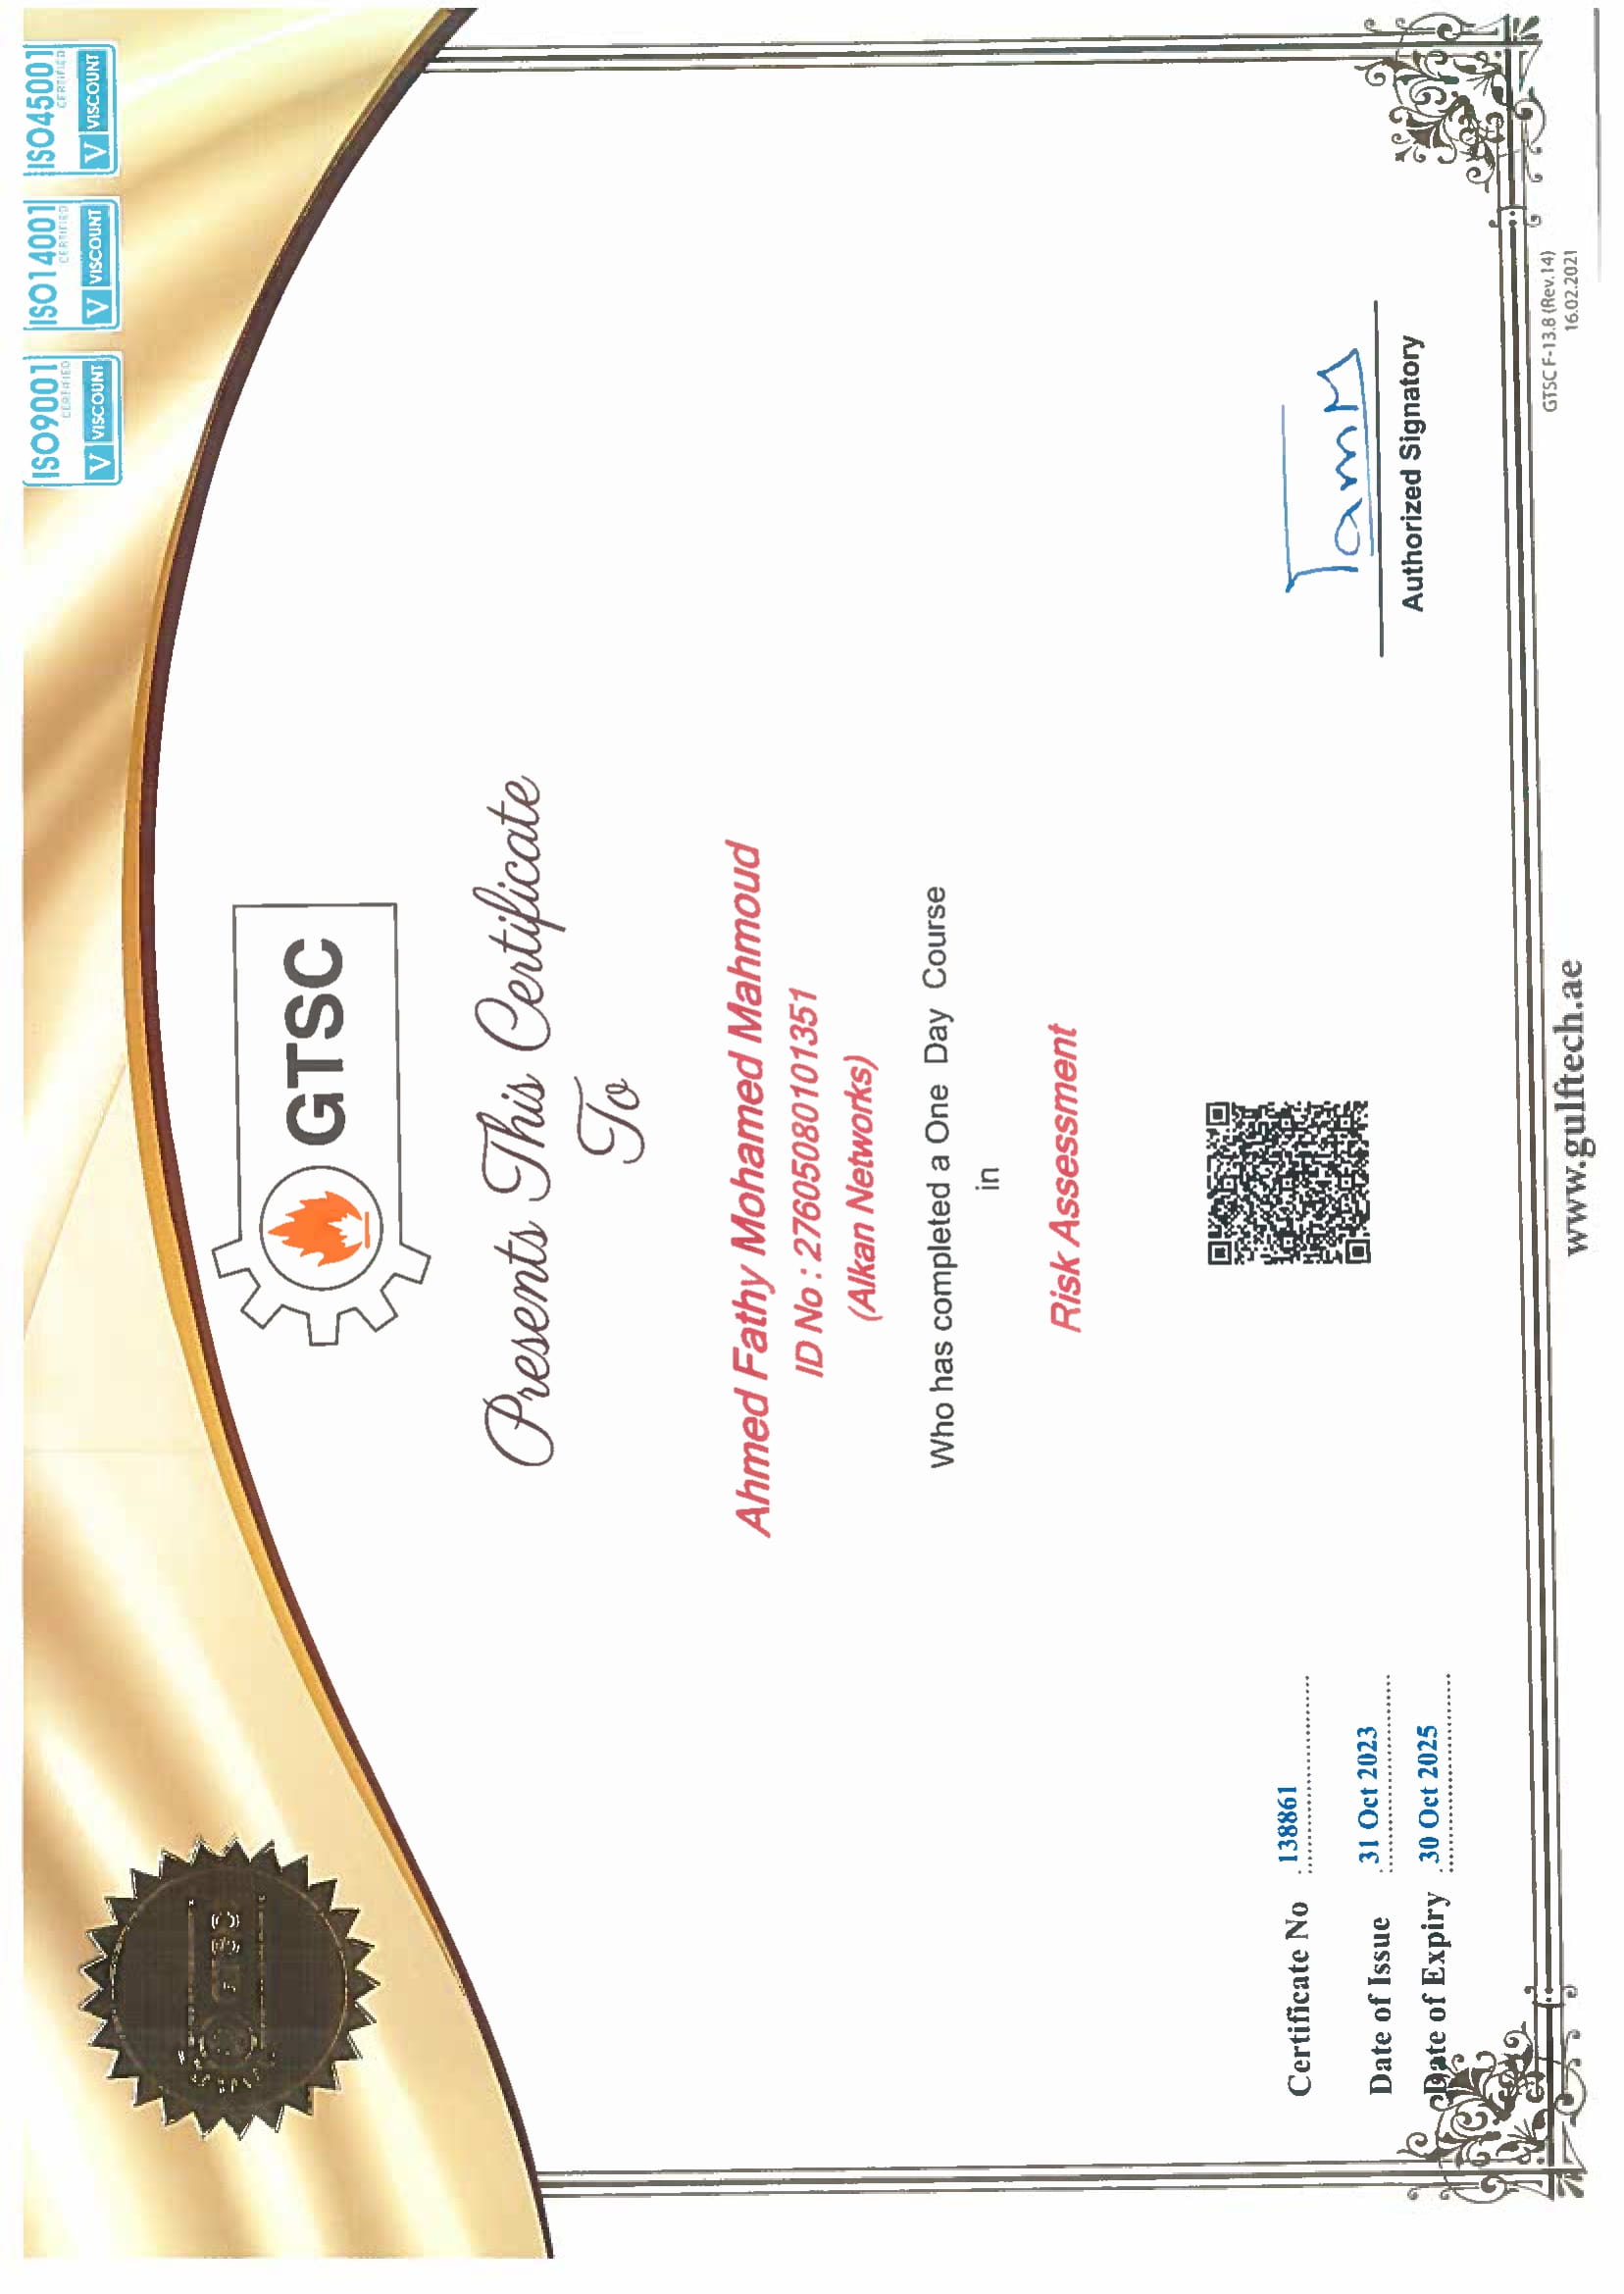 ISO9001 ISO14001 ISO45001
CERTIFIED CERTIFIED CERTIFIED
V VISCOUNT V VISCOUNT V VISCOUNT
GTSC
GTSC
Presents This Certificate
To
Ahmed Fathy Mohamed Mahmoud
ID No : 27605080101351
(Alkan Networks)
Who has completed a One Day Course
in
Risk Assessment
Certificate No 138861
Date of Issue 31 Oct 2023
Date of Expiry 30 Oct 2025
Authorized Signatory
GTSC F-13.8 (Rev.14)
16.02.2021
www.gulftech.ae